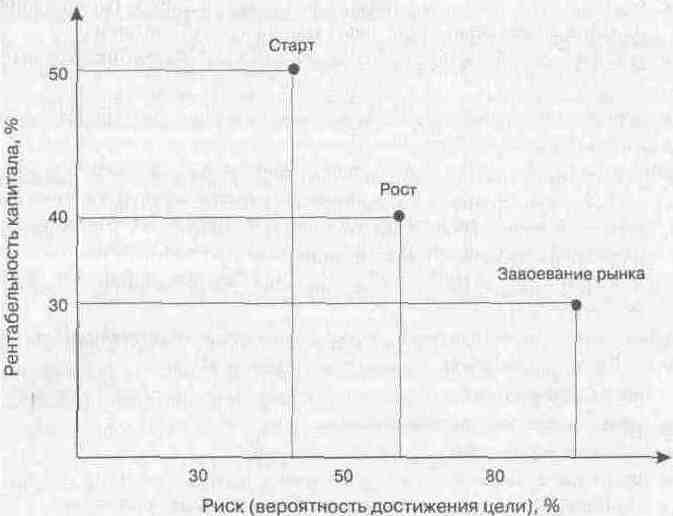 Старт
50
Рост
40
Завоевание рынка
30
30 50 80
Риск (вероятность достижения цели), %
Рентабельность капитала, %